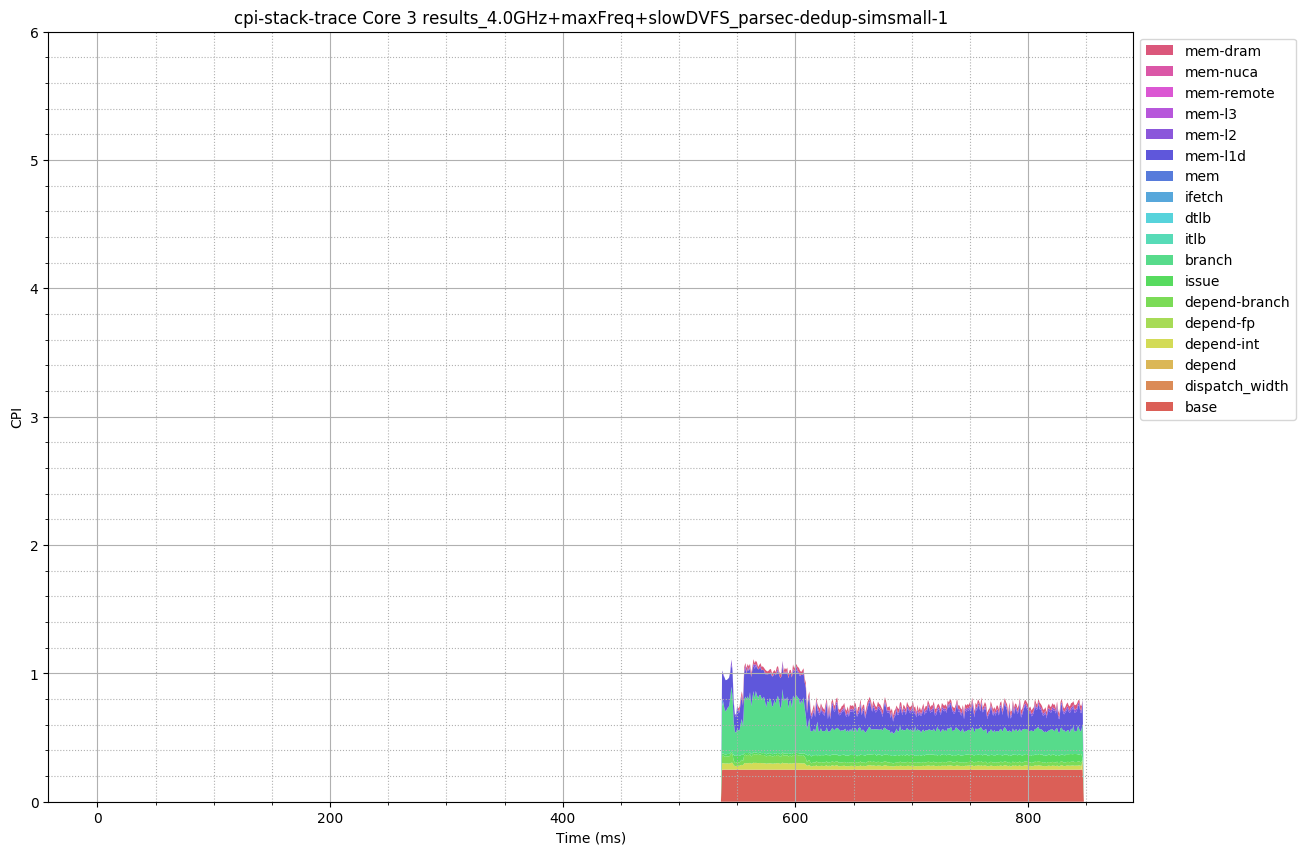 cpi-stack-trace Core 3 results_4.0GHz+maxFreq+slowDVFS_parsec-dedup-simsmall-1
6
5
4
3
2
1
0
CPI
0
200
400
600
800
Time (ms)
mem-dram
mem-nuca
mem-remote
mem-l3
mem-l2
mem-l1d
mem
ifetch
dtlb
itlb
branch
issue
depend-branch
depend-fp
depend-int
depend
dispatch_width
base